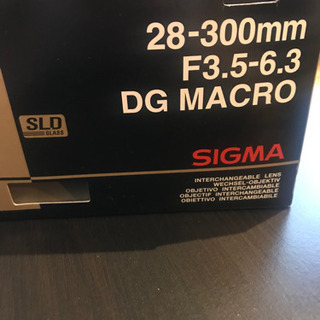 28-300mm
F3.5-6.3
DG MACRO
SLD
GLASS
SIGMA
INTERCHANGEABLE LENS
WECHSEL-OBJEKTIV
OBJETIVO INTERCAMBIABLE
OBJECTIF INTERCHANGEABLE
OBIETTIVO INTERCAMBIABILE